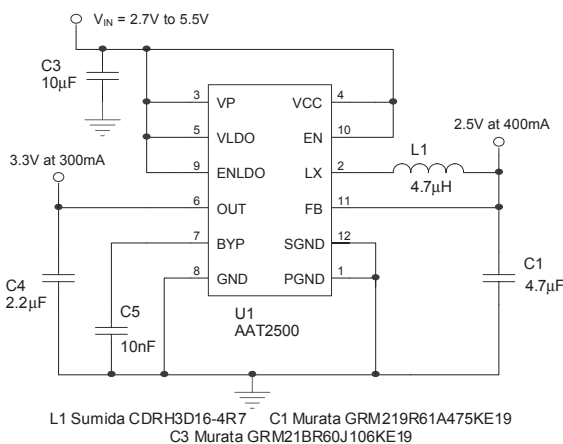 V_IN = 2.7V to 5.5V
C3
10μF
3 VP VCC 4
5 VLDO EN 10
9 ENLDO LX 2
6 OUT FB 11
7 BYP SGND 12
8 GND PGND 1
U1
AAT2500
3.3V at 300mA
2.5V at 400mA
L1
4.7μH
C4
2.2μF
C5
10nF
C1
4.7μF
L1 Sumida CDRH3D16-4R7 C1 Murata GRM219R61A475KE19
C3 Murata GRM21BR60J106KE19